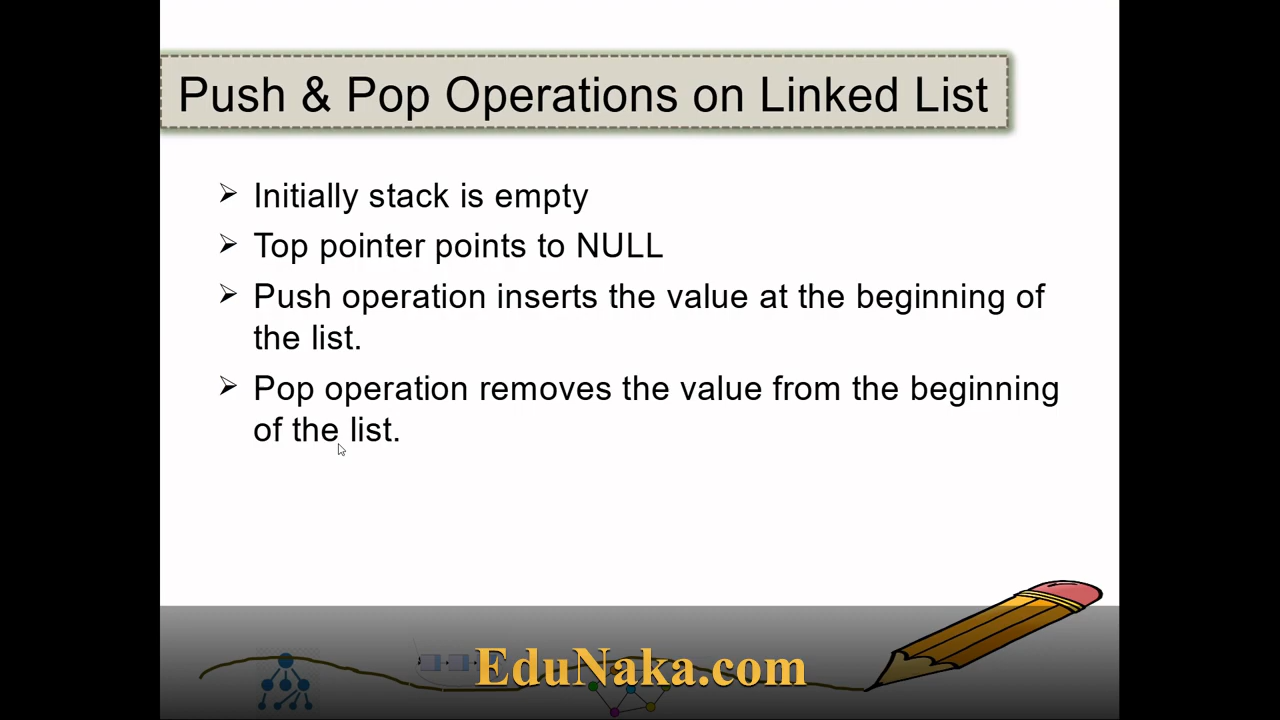 Push & Pop Operations on Linked List
Initially stack is empty
Top pointer points to NULL
Push operation inserts the value at the beginning of
the list.
Pop operation removes the value from the beginning
of the list.
EduNaka.com